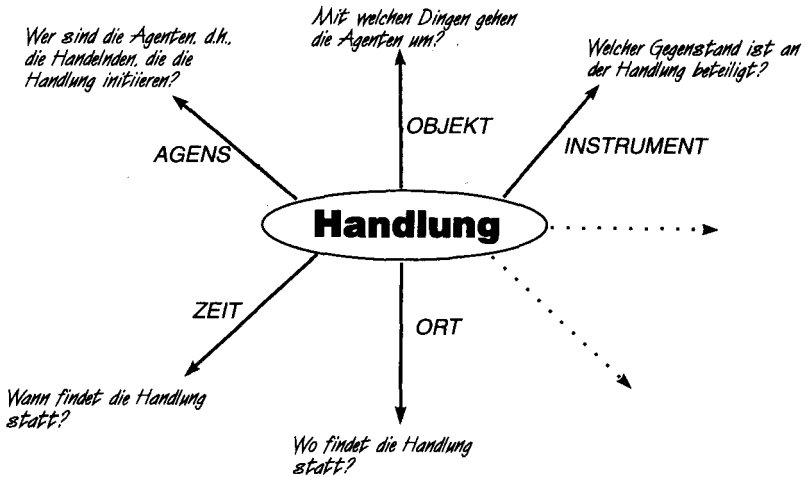 Wer sind die Agenten, d.h.,
die Handelnden, die die
Handlung initiieren?
Mit welchen Dingen gehen
die Agenten um?
Welcher Gegenstand ist an
der Handlung beteiligt?
AGENS
OBJEKT
INSTRUMENT
Handlung
ZEIT
ORT
Wann findet die Handlung
statt?
Wo findet die Handlung
statt?